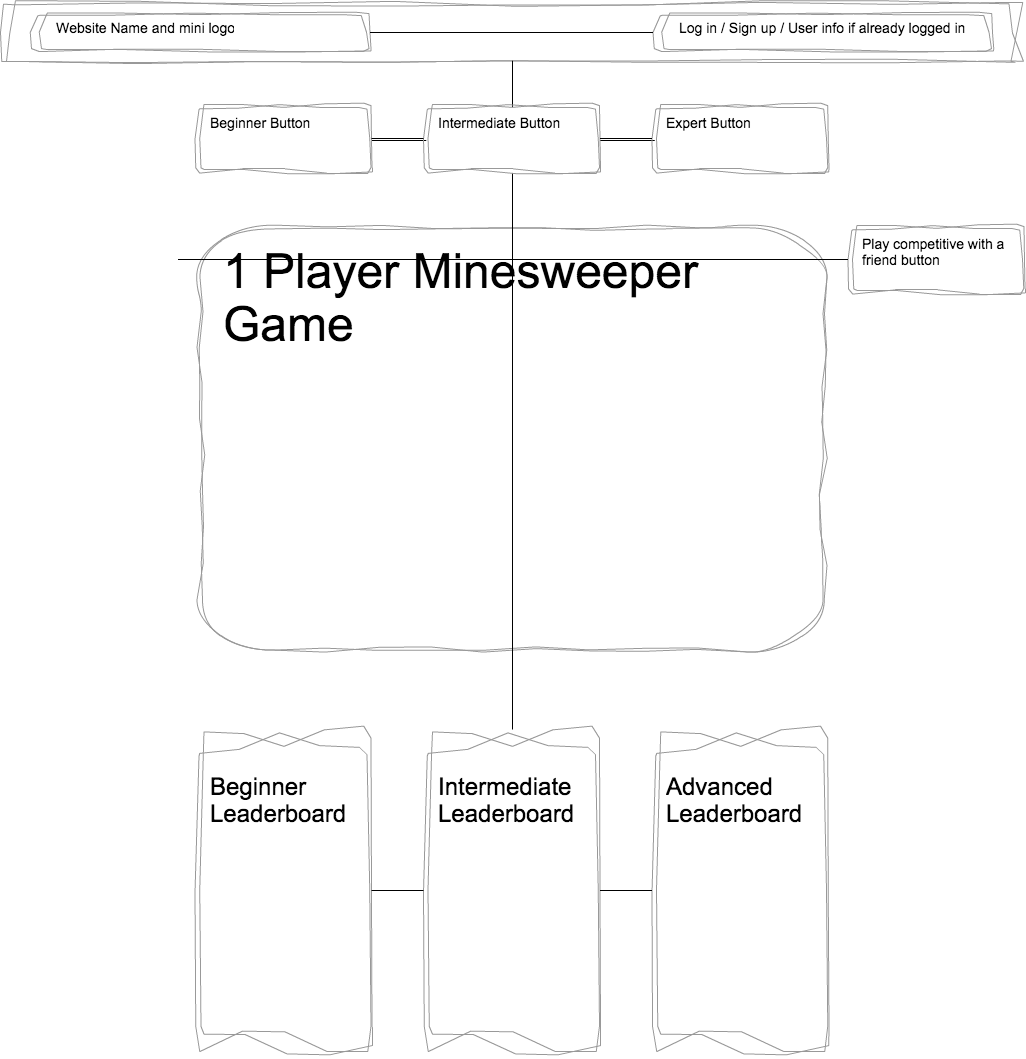 Website Name and mini logo
Log in / Sign up / User info if already logged in
Beginner Button
Intermediate Button
Expert Button
Play competitive with a
friend button
1 Player Minesweeper
Game
Beginner
Leaderboard
Intermediate
Leaderboard
Advanced
Leaderboard